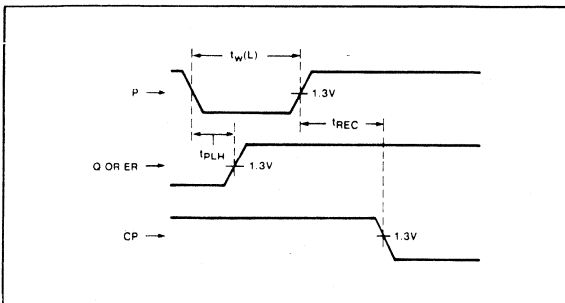 tw(L)
P
1.3V
tREC
tPLH
Q OR ER
1.3V
CP
1.3V